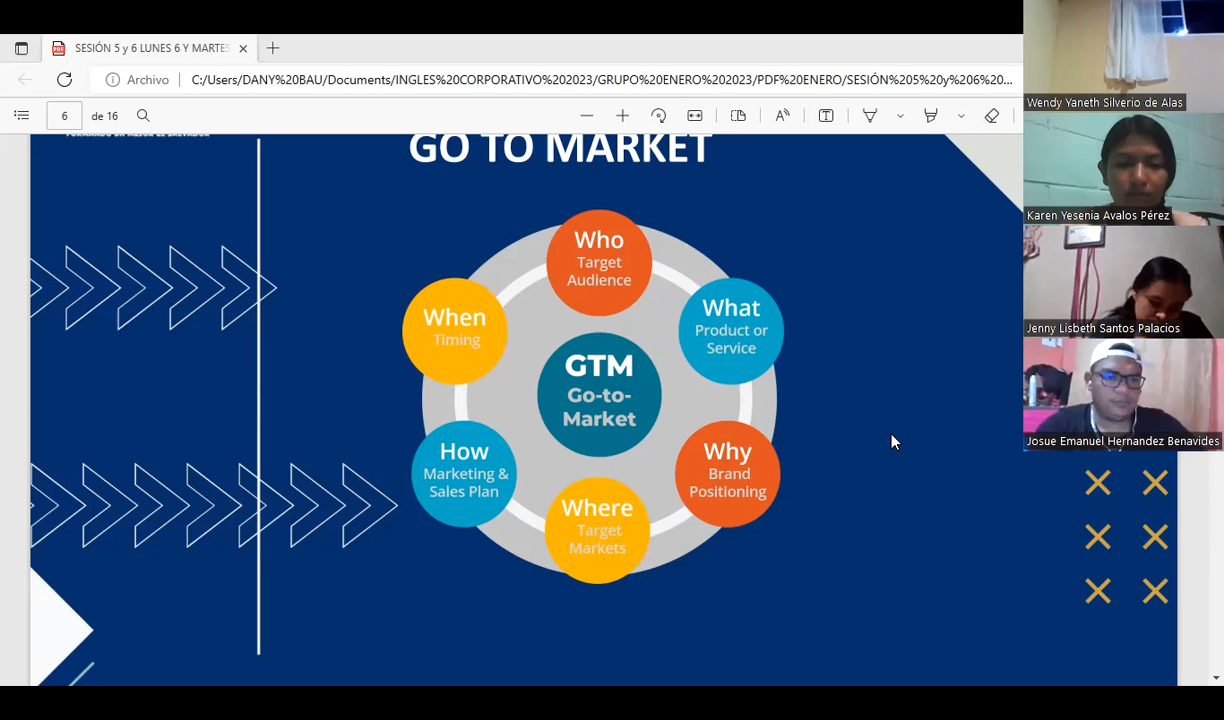 SESIÓN 5 y 6 LUNES 6 Y MARTES
Archivo
C:/Users/DANY%20BAU/Documents/INGLES%20CORPORATIVO%202023/GRUPO%20ENERO%202023/PDF%20ENERO/SESIÓN%205%20y%206%20...
6
de 16
GO TO MARKET
Who
Target
Audience
What
Product or
Service
Why
Brand
Positioning
Where
Target
Markets
How
Marketing &
Sales Plan
When
Timing
GTM
Go-to-
Market
Wendy Yaneth Silverio de Alas
Karen Yesenia Avalos Pérez
Jenny Lisbeth Santos Palacios
Josue Emanuel Hernandez Benavides